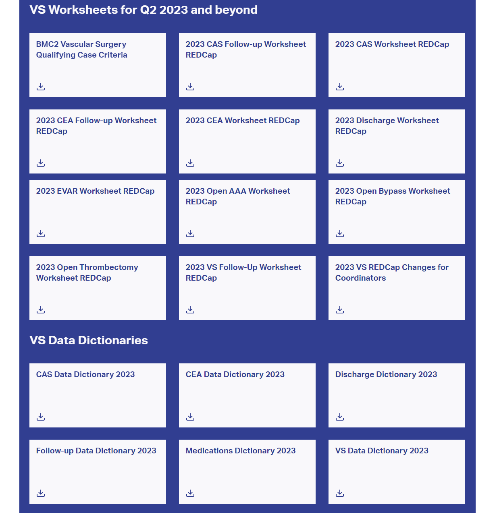 VS Worksheets for Q2 2023 and beyond
BMC2 Vascular Surgery
Qualifying Case Criteria
2023 CAS Follow-up Worksheet
REDCap
2023 CAS Worksheet REDCap
2023 CEA Follow-up Worksheet
REDCap
2023 CEA Worksheet REDCap
2023 Discharge Worksheet
REDCap
2023 EVAR Worksheet REDCap
2023 Open AAA Worksheet
REDCap
2023 Open Bypass Worksheet
REDCap
2023 Open Thrombectomy
Worksheet REDCap
2023 VS Follow-Up Worksheet
REDCap
2023 VS REDCap Changes for
Coordinators
VS Data Dictionaries
CAS Data Dictionary 2023
CEA Data Dictionary 2023
Discharge Dictionary 2023
Follow-up Data Dictionary 2023
Medications Dictionary 2023
VS Data Dictionary 2023